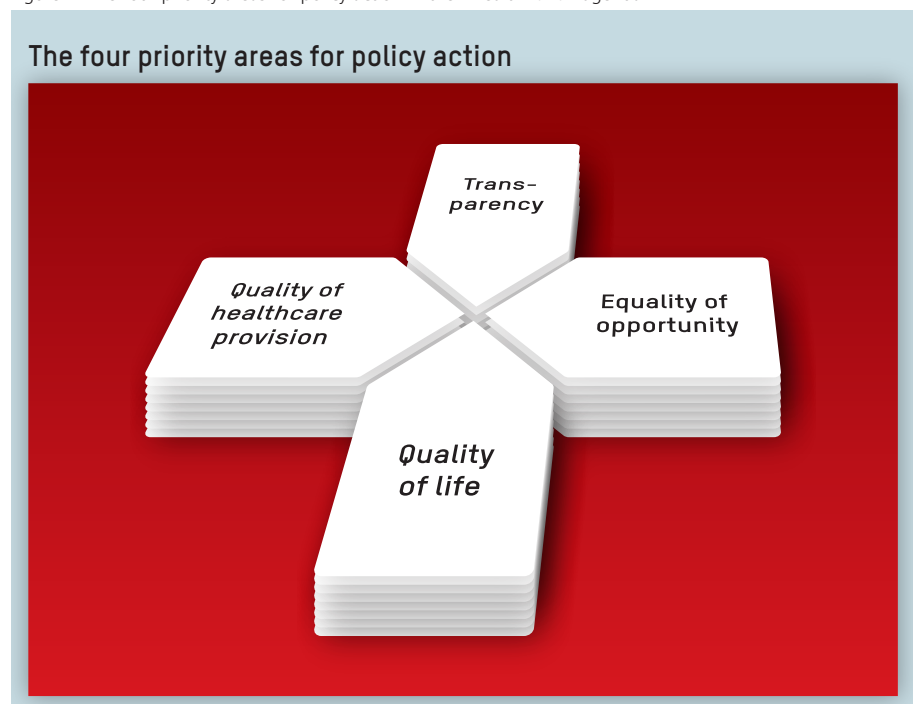 The four priority areas for policy action
Trans-
parency
Quality of
healthcare
provision
Equality of
opportunity
Quality
of life